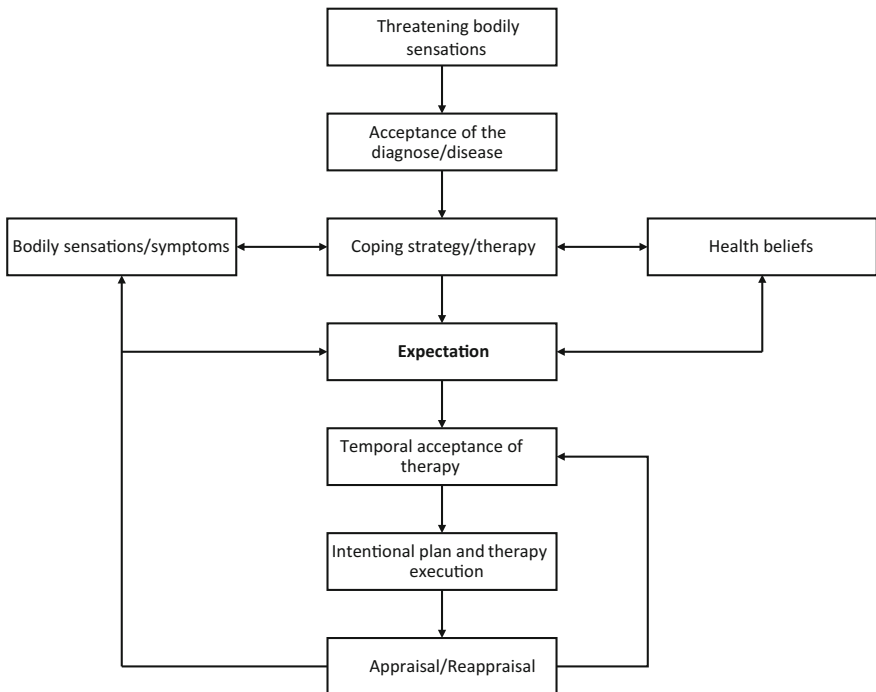 Threatening bodily
sensations
Acceptance of the
diagnose/disease
Bodily sensations/symptoms
Coping strategy/therapy
Health beliefs
Expectation
Temporal acceptance of
therapy
Intentional plan and therapy
execution
Appraisal/Reappraisal